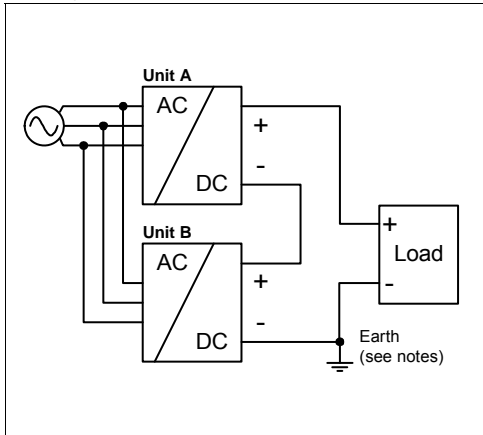 Unit A
AC
+
-
DC
Unit B
AC
+
-
DC
+
Load
-
Earth
(see notes)